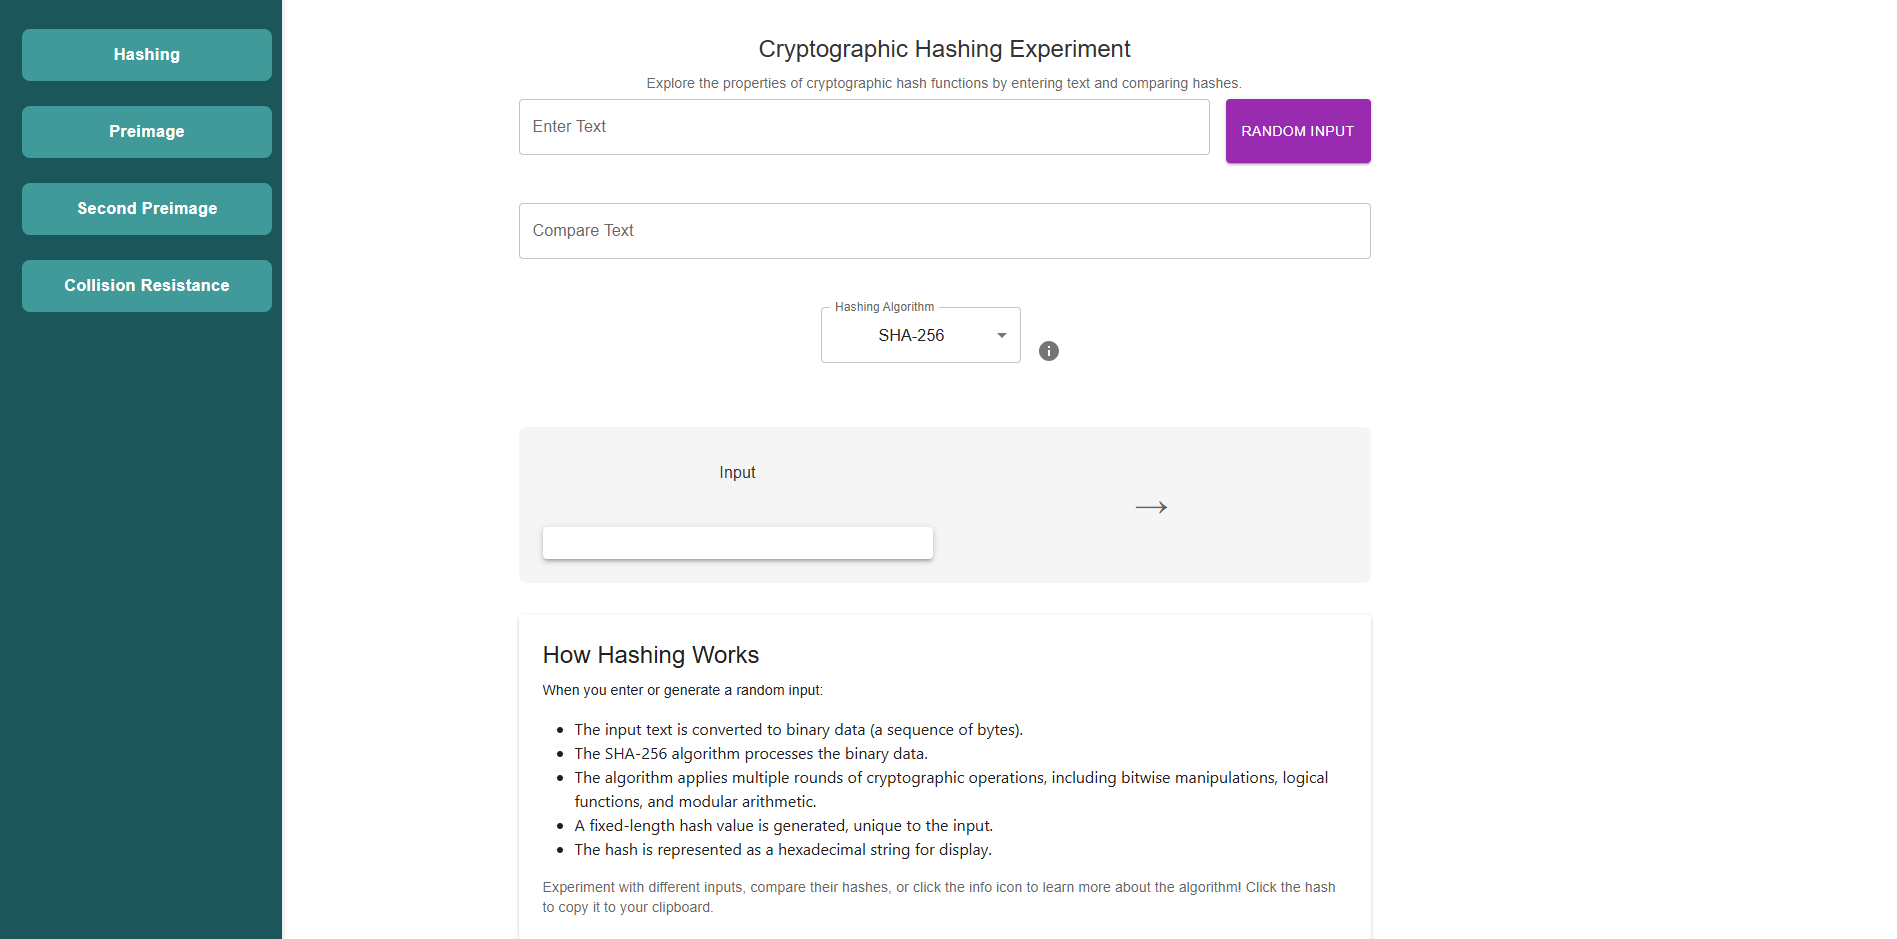 Hashing
Preimage
Second Preimage
Collision Resistance
Cryptographic Hashing Experiment
Explore the properties of cryptographic hash functions by entering text and comparing hashes.
Enter Text
RANDOM INPUT
Compare Text
Hashing Algorithm
SHA-256
Input
→
How Hashing Works
When you enter or generate a random input:
• The input text is converted to binary data (a sequence of bytes).
• The SHA-256 algorithm processes the binary data.
• The algorithm applies multiple rounds of cryptographic operations, including bitwise manipulations, logical
functions, and modular arithmetic.
• A fixed-length hash value is generated, unique to the input.
• The hash is represented as a hexadecimal string for display.
Experiment with different inputs, compare their hashes, or click the info icon to learn more about the algorithm! Click the hash
to copy it to your clipboard.